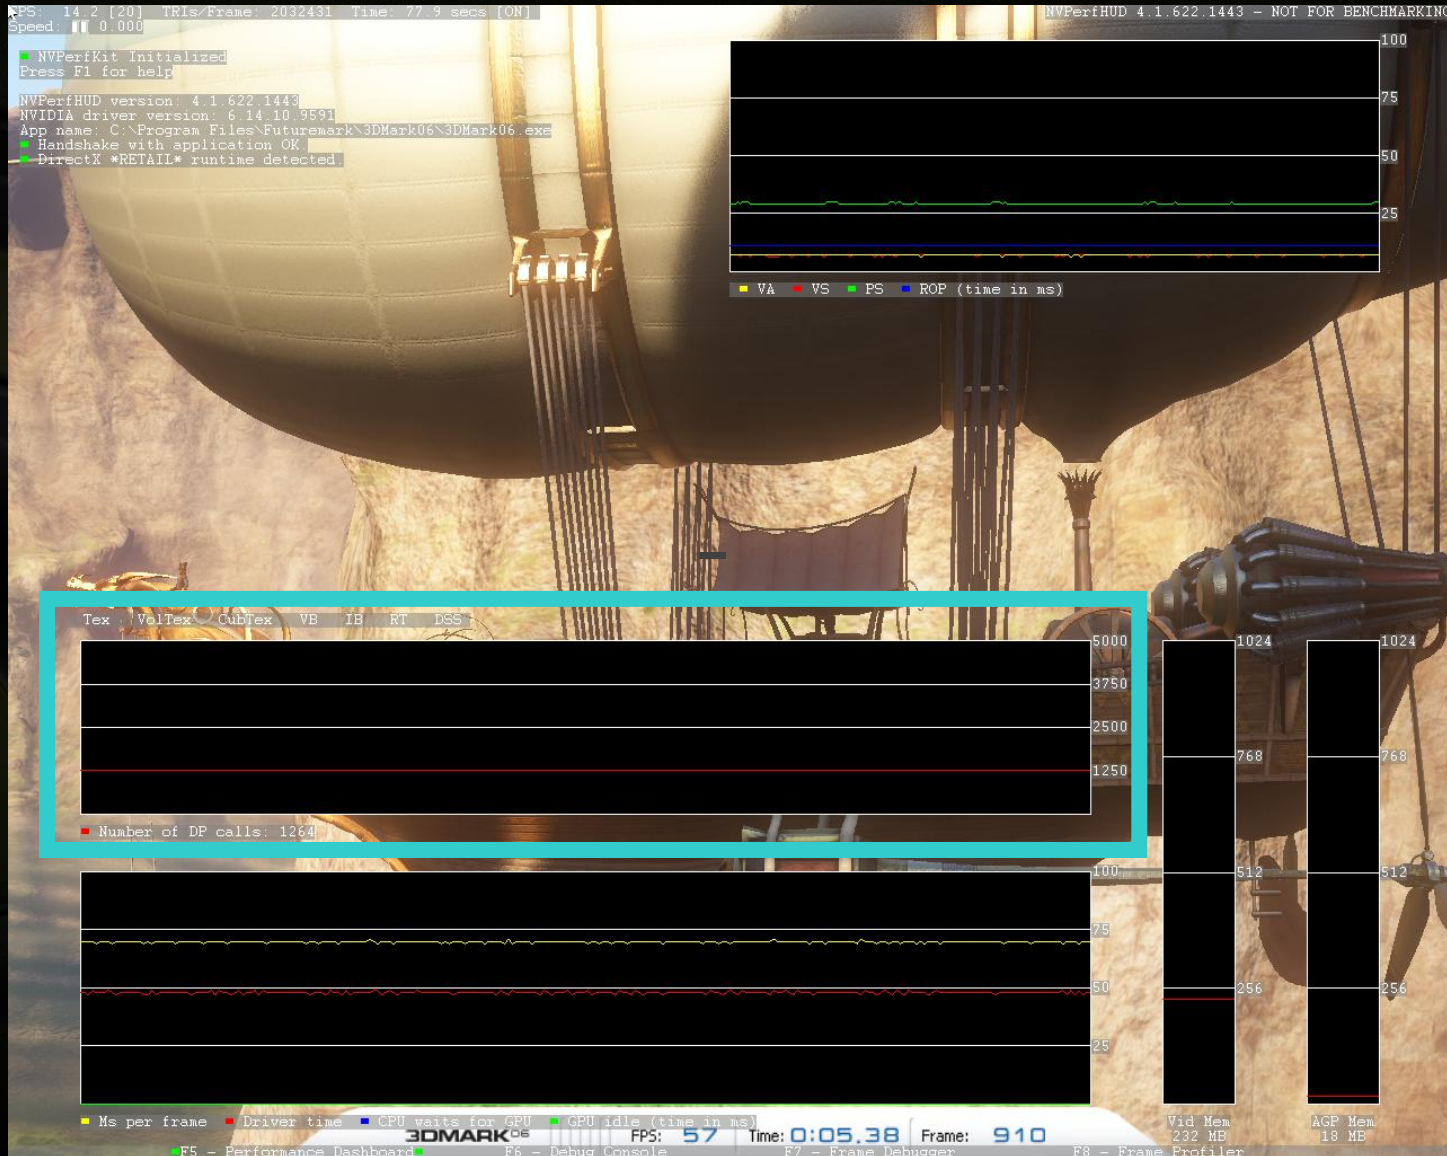 FPS: 14.2 [20] TRIs/Frame: 2032431 Time: 77.9 secs [ON]
NVPerfHUD 4.1.622.1443 - NOT FOR BENCHMARKING
Speed: 0.000
NVPerfKit Initialized
Press F1 for help
NVPerfHUD version: 4.1.622.1443
NVIDIA driver version: 6.14.10.9591
App name: C:\Program Files\Futuremark\3DMark06\3DMark06.exe
Handshake with application OK.
DirectX *RETAIL* runtime detected.
100
75
50
25
VA VS PS ROP (time in ms)
Tex VolTex CubTex VB IB RT DSS
5000
3750
2500
1250
Number of DP calls: 1264
1024
768
512
256
1024
768
512
256
100
75
50
25
Ms per frame Driver time CPU waits for GPU GPU idle (time in ms)
Vid Mem
232 MB
AGP Mem
18 MB
3DMARK06 FPS: 57 Time: 0:05.38 Frame: 910
F5 - Performance Dashboard F6 - Debug Console F7 - Frame Debugger F8 - Frame Profiler